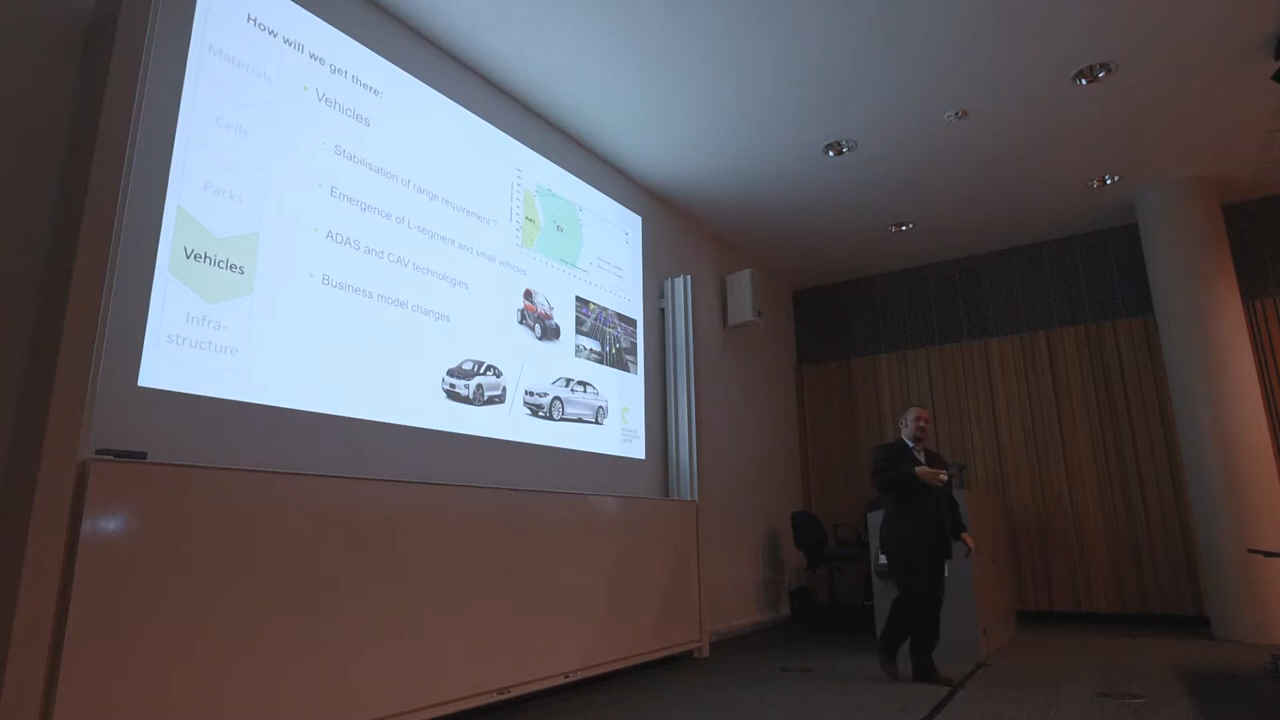 How will we get there:
Materials
Cells
Packs
Vehicles
Infra-
structure
Vehicles
Stabilisation of range requirement ?
Emergence of L-segment and small vehicles
ADAS and CAV technologies
Business model changes
EV